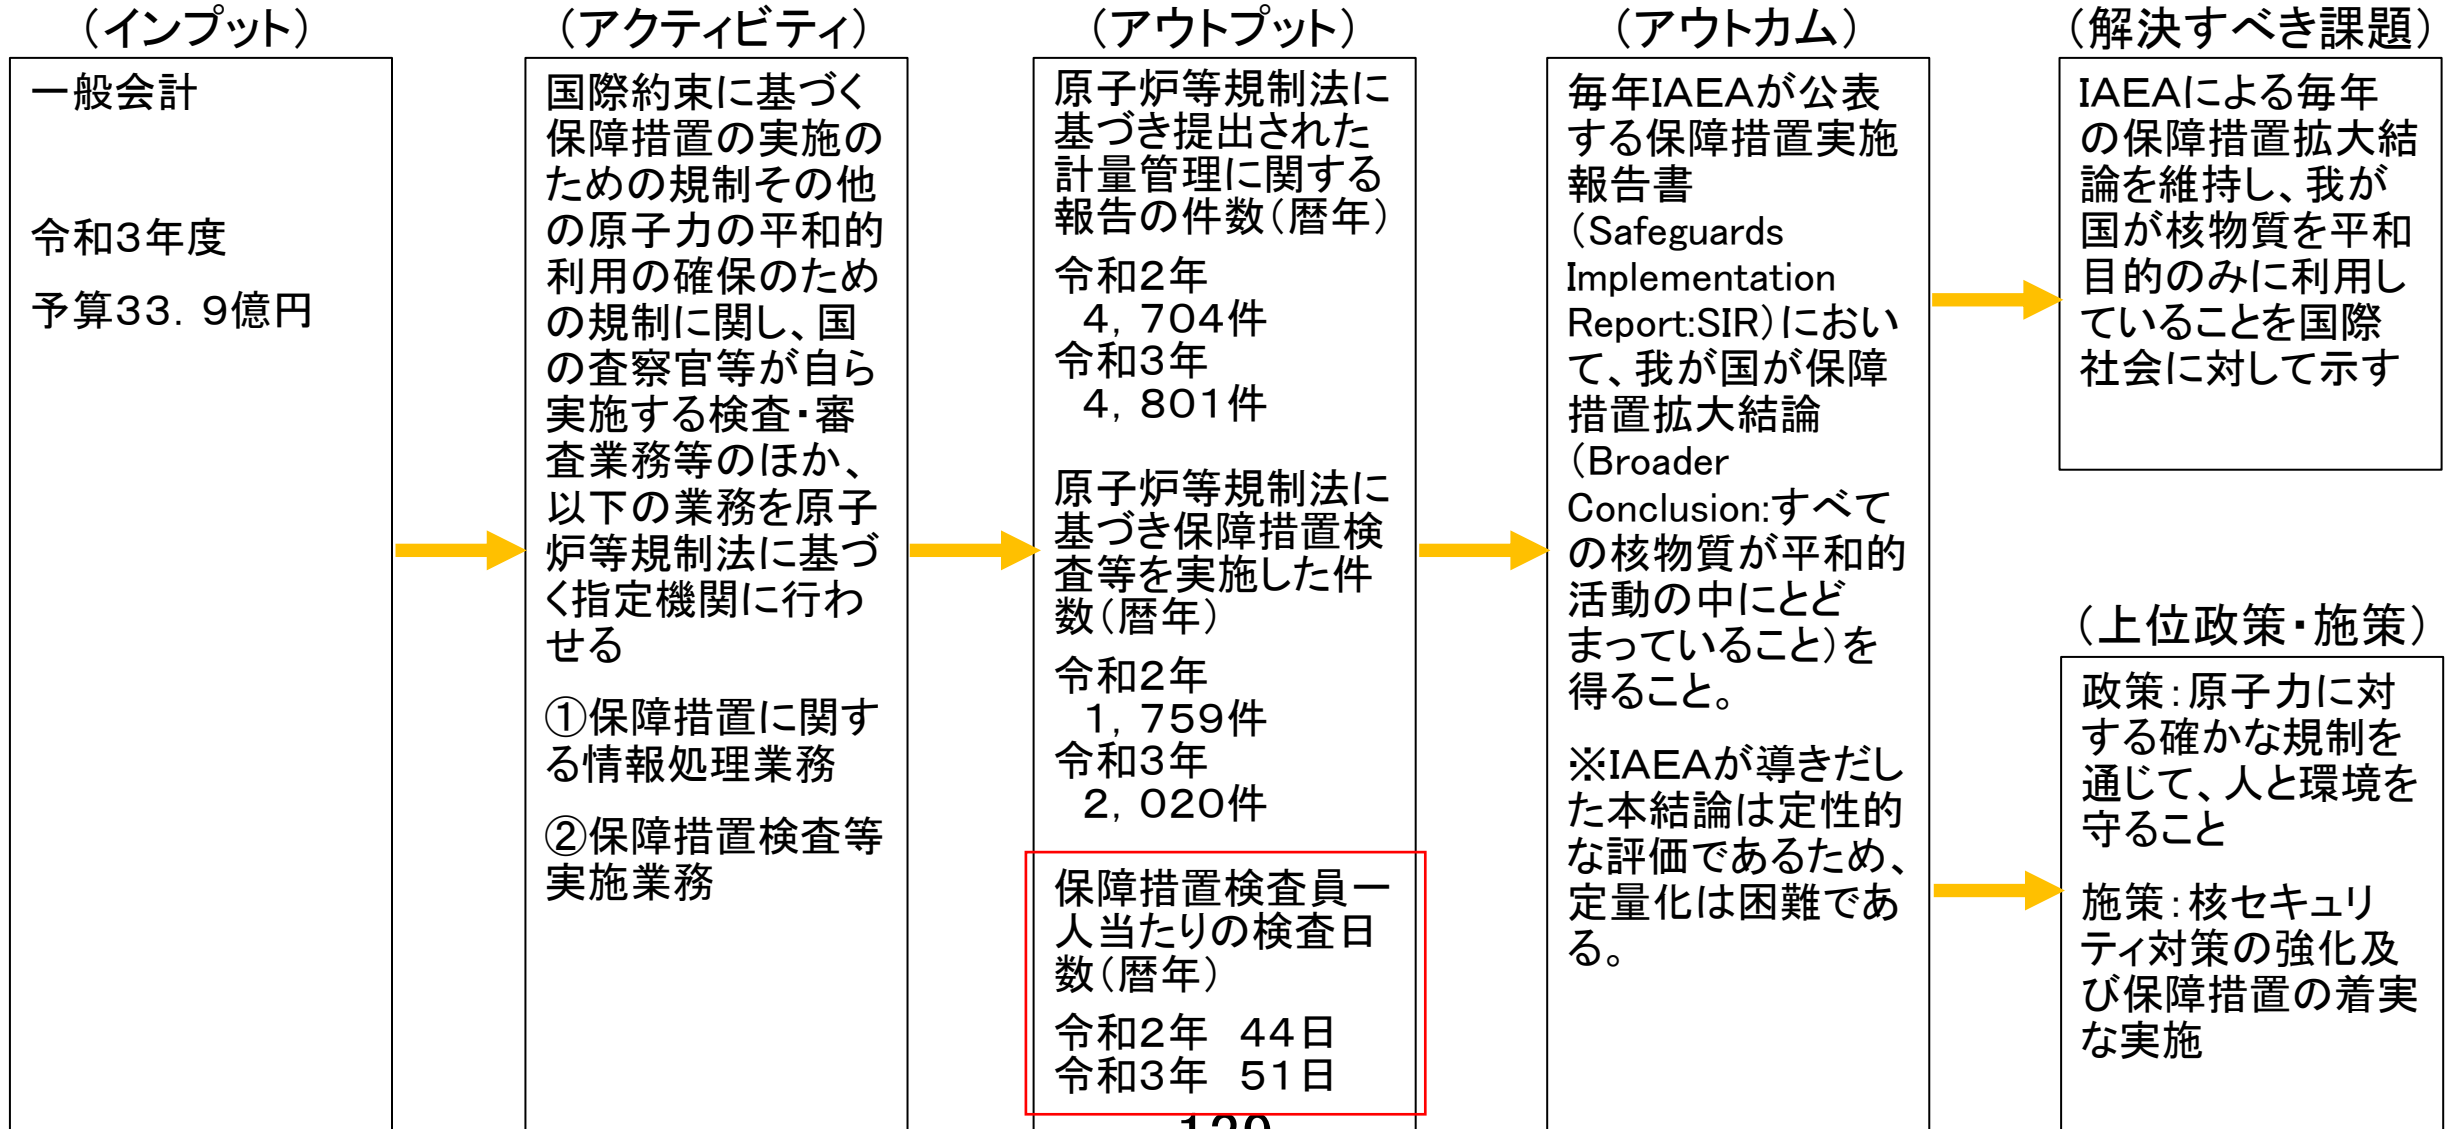 （インプット）
一般会計
令和３年度
予算３３．９億円
（アクティビティ）
国際約束に基づく
保障措置の実施の
ための規制その他
の原子力の平和的
利用の確保のため
の規制に関し、国
の査察官等が自ら
実施する検査・審
査業務等のほか、
以下の業務を原子
炉等規制法に基づ
く指定機関に行わ
せる
①保障措置に関す
る情報処理業務
②保障措置検査等
実施業務
（アウトプット）
原子炉等規制法に
基づき提出された
計量管理に関する
報告の件数（暦年）
令和２年
４，７０４件
令和３年
４，８０１件
原子炉等規制法に
基づき保障措置検
査等を実施した件
数（暦年）
令和２年
１，７５９件
令和３年
２，０２０件
保障措置検査員一
人当たりの検査日
数（暦年）
令和２年　４４日
令和３年　５１日
（アウトカム）
毎年IAEAが公表
する保障措置実施
報告書
（Safeguards
Implementation
Report:SIR）におい
て、我が国が保障
措置拡大結論
（Broader
Conclusion:すべて
の核物質が平和的
活動の中にとど
まっていること）を
得ること。
※IAEAが導きだし
た本結論は定性的
な評価であるため、
定量化は困難であ
る。
（解決すべき課題）
IAEAによる毎年
の保障措置拡大結
論を維持し、我が
国が核物質を平和
目的のみに利用し
ていることを国際
社会に対して示す
（上位政策・施策）
政策：原子力に対
する確かな規制を
通じて、人と環境を
守ること
施策：核セキュリ
ティ対策の強化及
び保障措置の着実
な実施